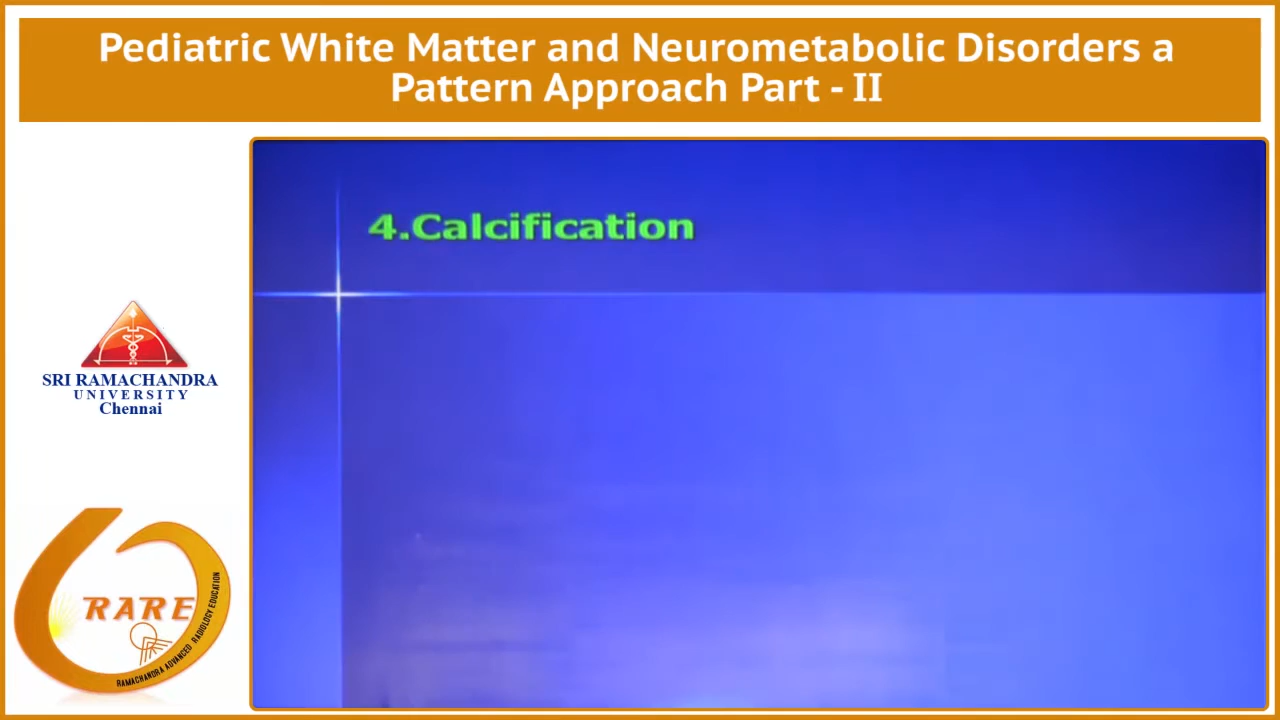 Pediatric White Matter and Neurometabolic Disorders a
Pattern Approach Part - II
4.Calcification
SRI RAMACHANDRA
UNIVERSITY
Chennai
RARE
RAMACHANDRA ADVANCED RADIOLOGY EDUCATION